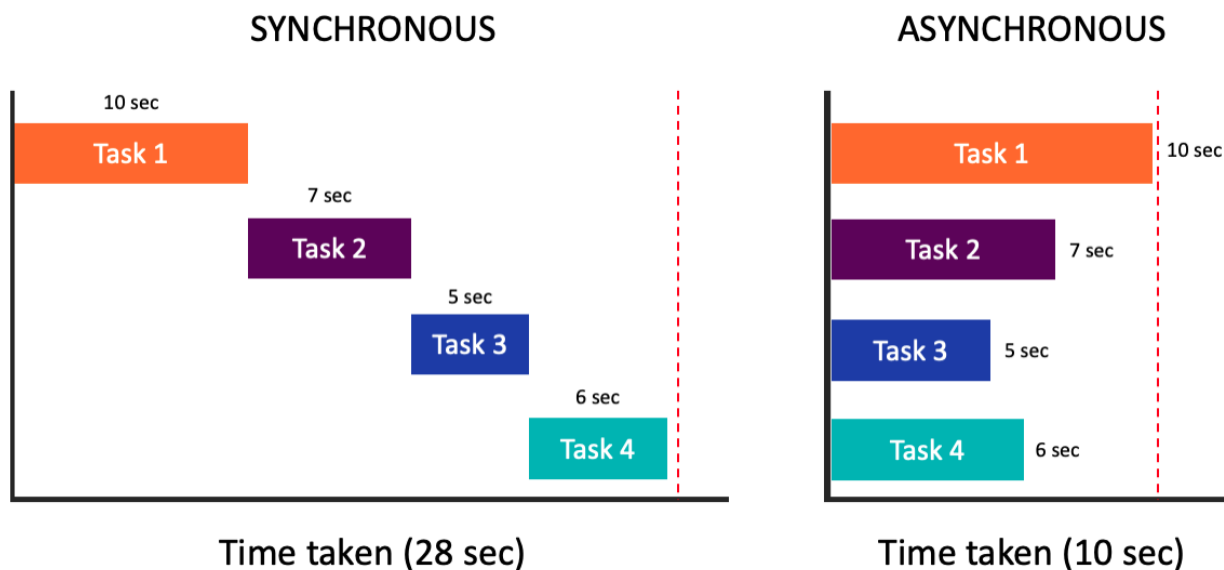 SYNCHRONOUS
10 sec
Task 1
7 sec
Task 2
5 sec
Task 3
6 sec
Task 4
Time taken (28 sec)
ASYNCHRONOUS
Task 1
10 sec
Task 2
7 sec
Task 3
5 sec
Task 4
6 sec
Time taken (10 sec)